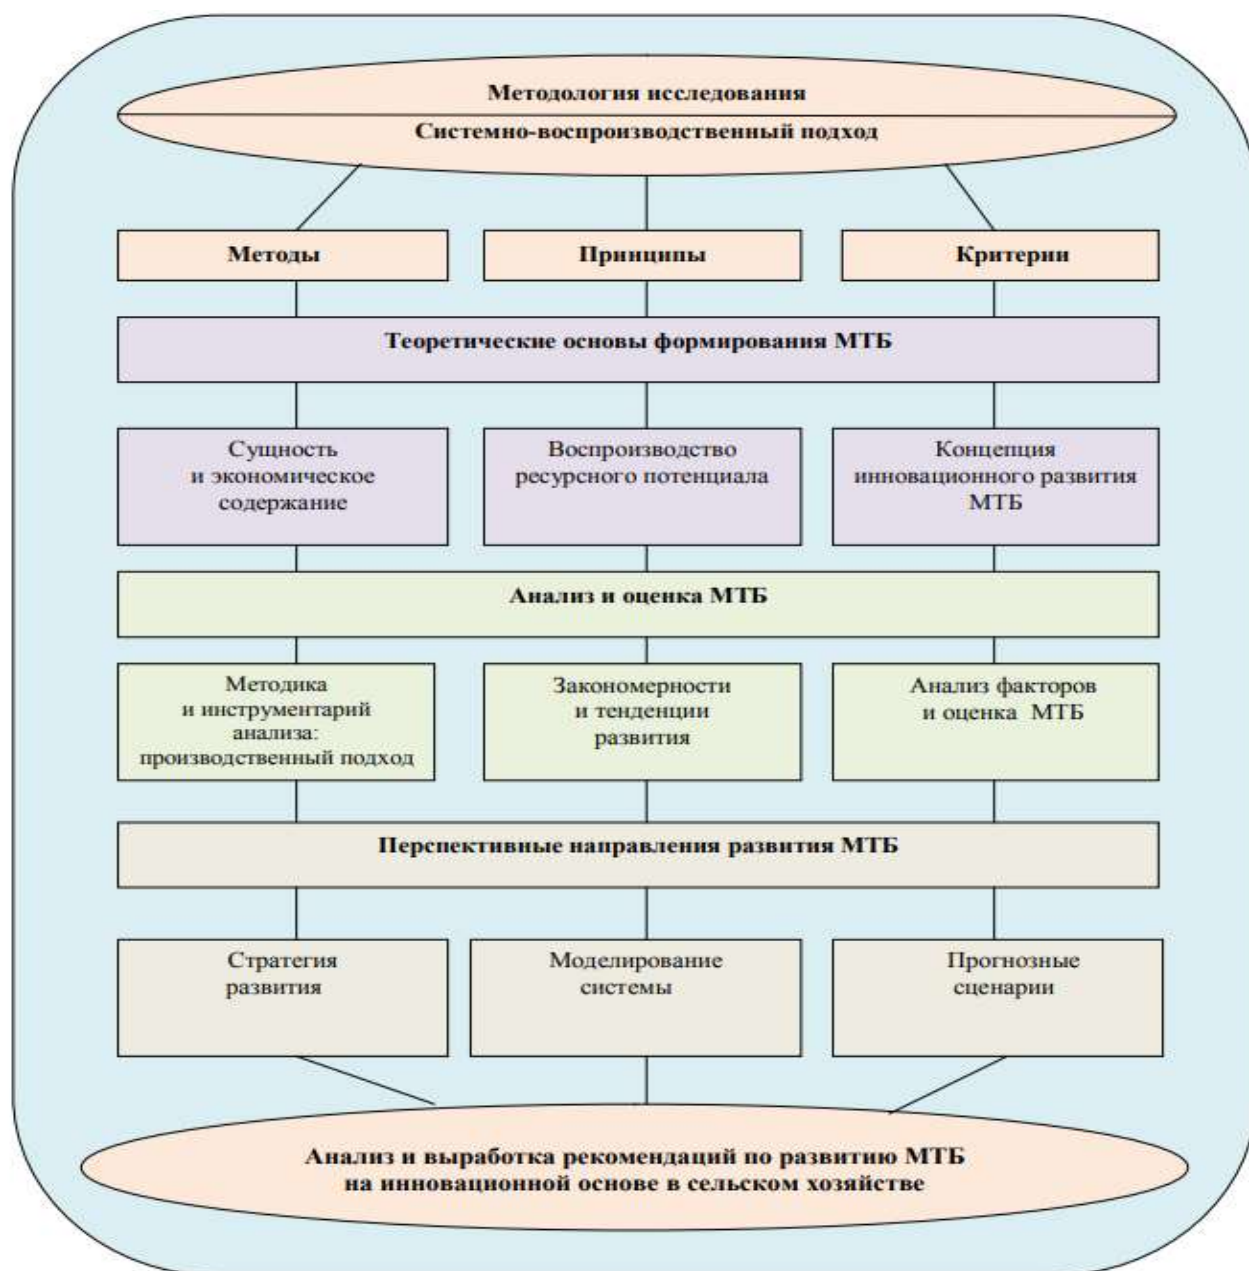 Методология исследования
Системно-воспроизводственный подход
Методы
Принципы
Критерии
Теоретические основы формирования МТБ
Сущность
и экономическое
содержание
Воспроизводство
ресурсного потенциала
Концепция
инновационного развития
МТБ
Анализ и оценка МТБ
Методика
и инструментарий
анализа:
производственный подход
Закономерности
и тенденции
развития
Анализ факторов
и оценка МТБ
Перспективные направления развития МТБ
Стратегия
развития
Моделирование
системы
Прогнозные
сценарии
Анализ и выработка рекомендаций по развитию МТБ
на инновационной основе в сельском хозяйстве